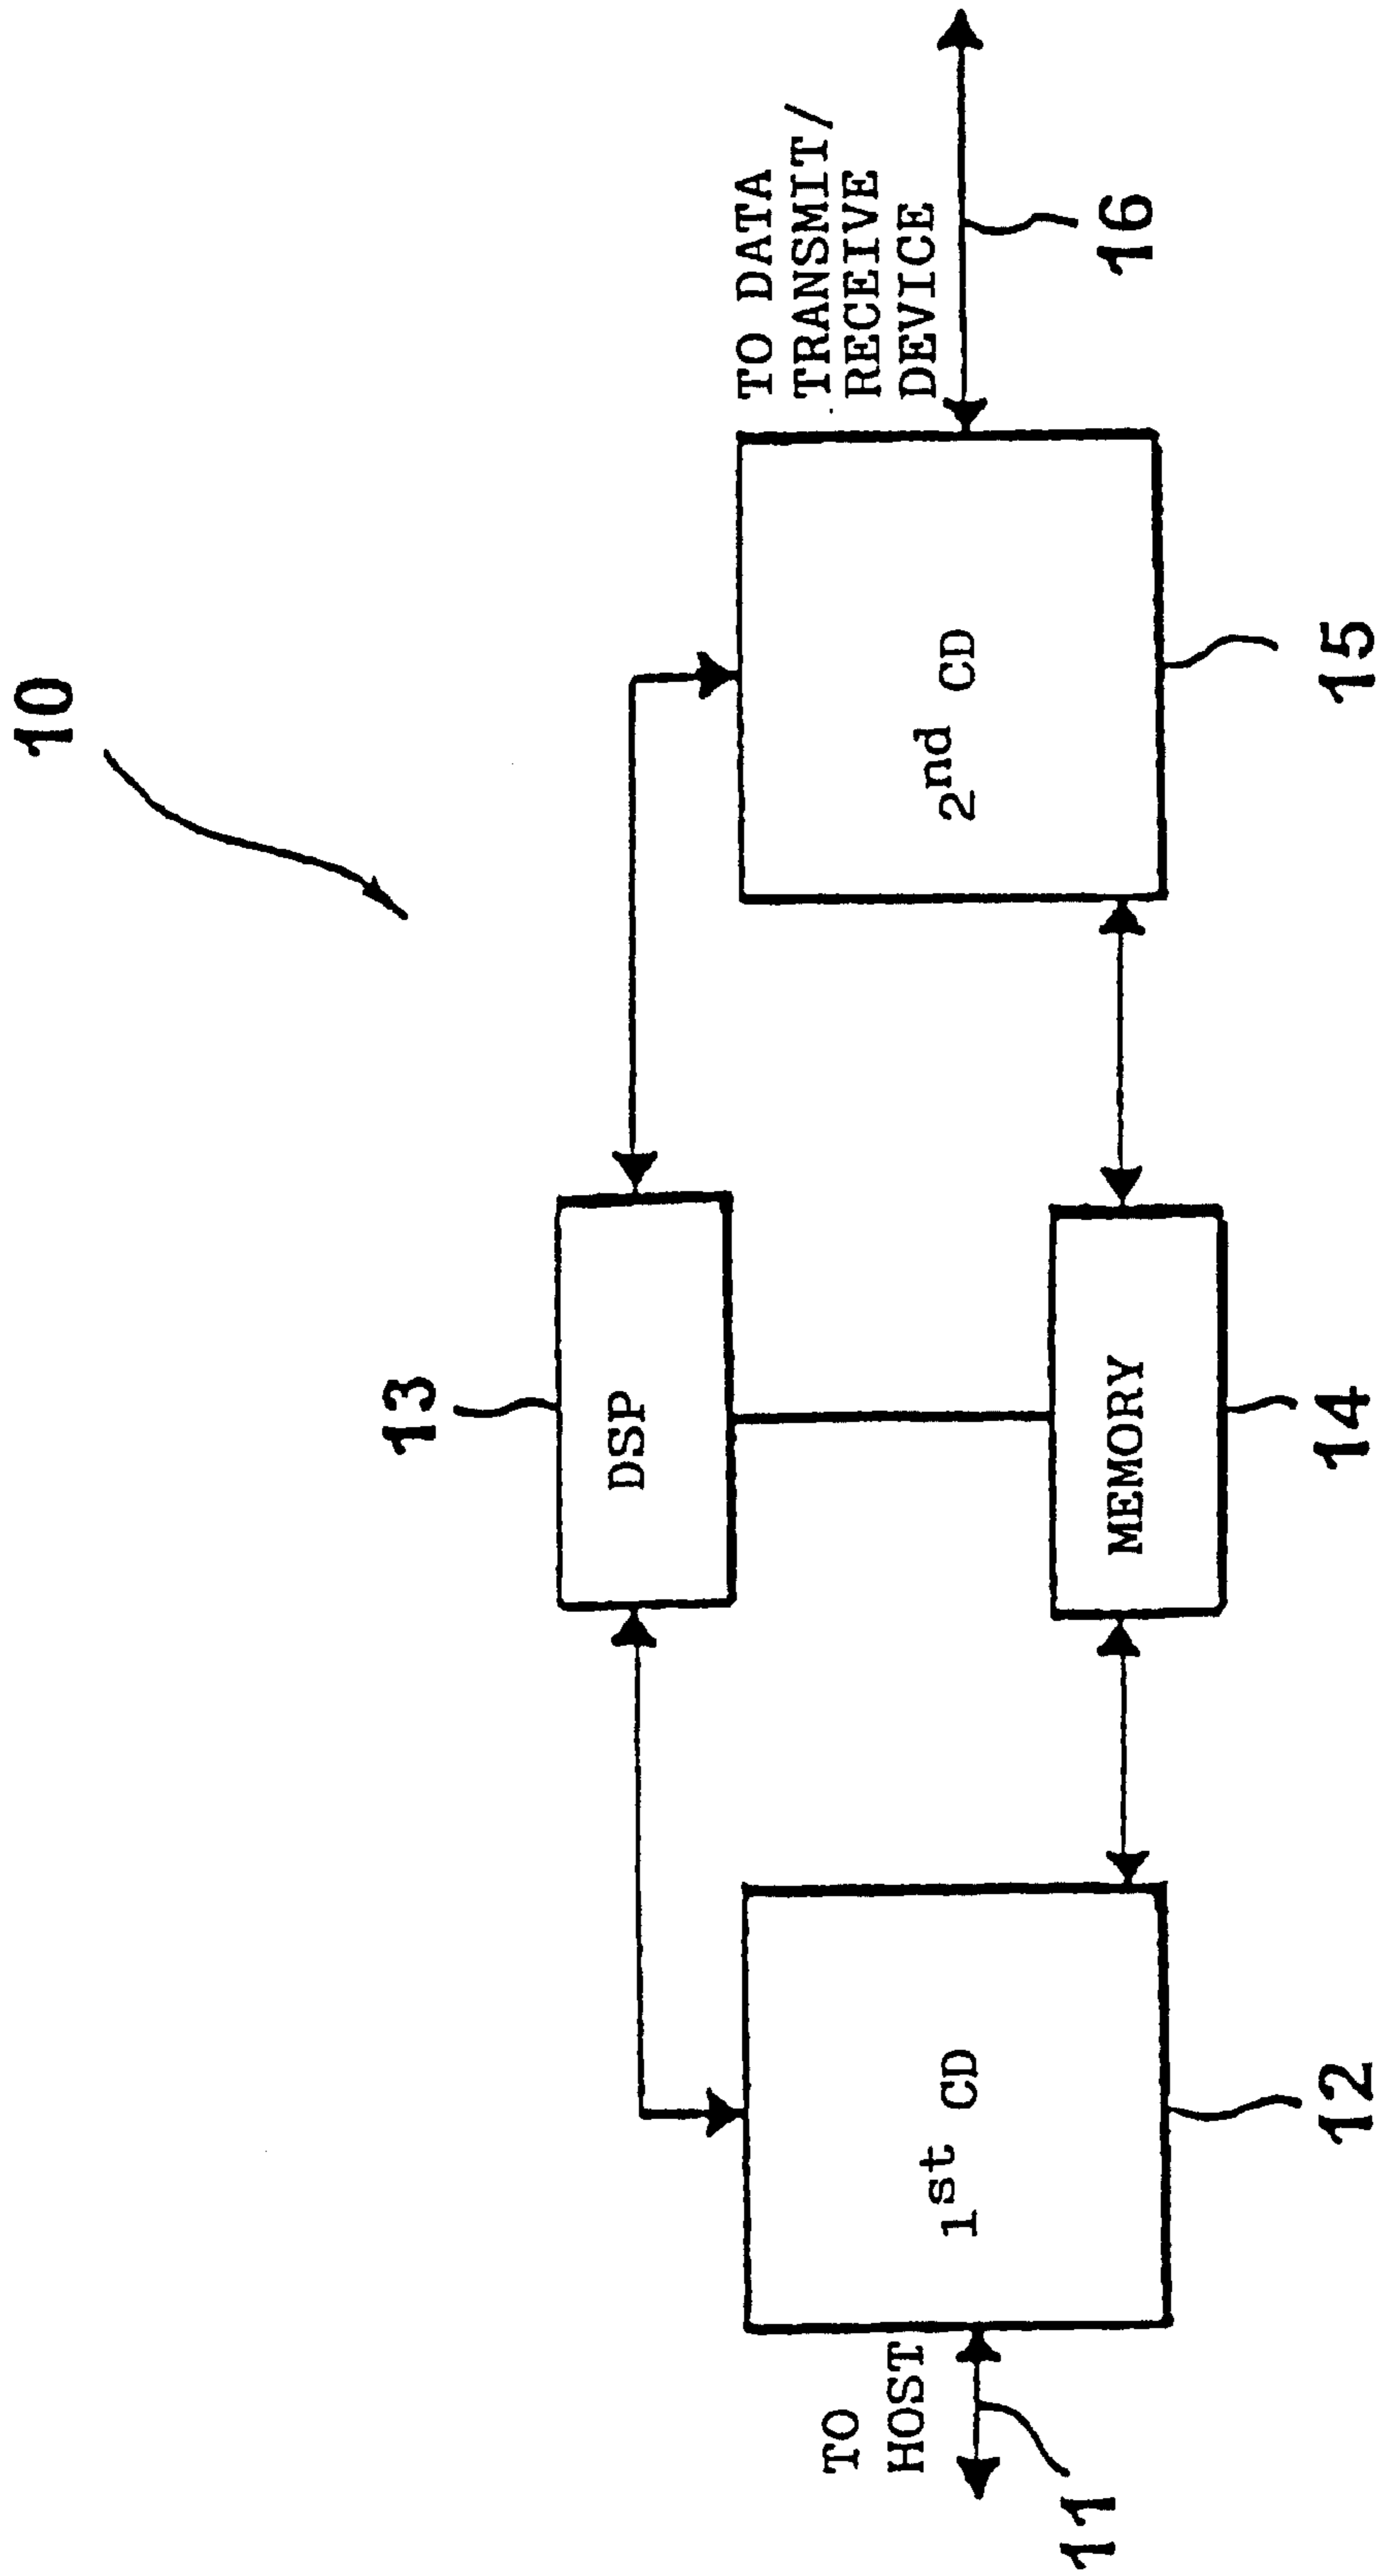 10
13
DSP
TO DATA
TRANSMIT/
RECEIVE
DEVICE
16
TO
HOST
11
1st CD
12
MEMORY
14
2nd CD
15